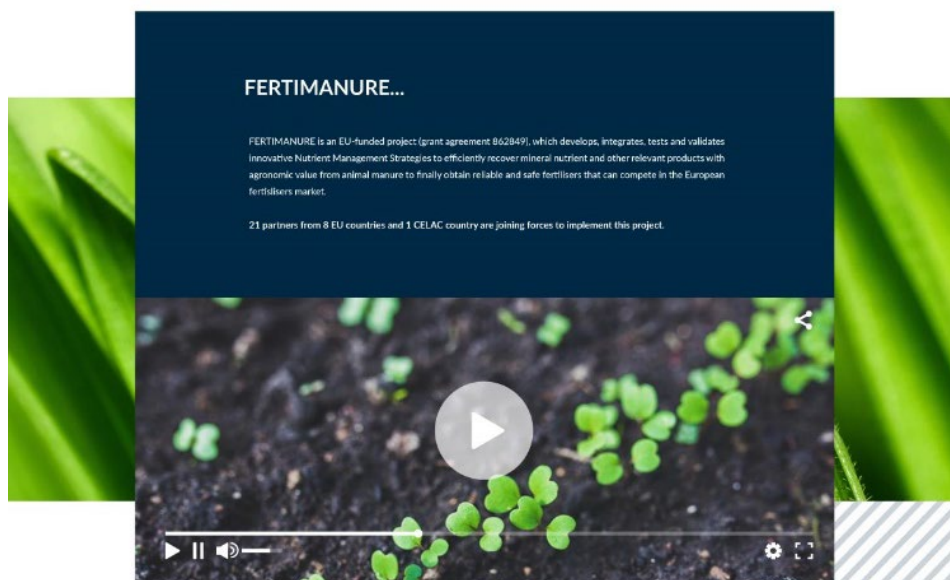 FERTIMANURE...
FERTIMANURE is an EU-funded project (grant agreement 862849), which develops, integrates, tests and validates
innovative Nutrient Management Strategies to efficiently recover mineral nutrient and other relevant products with
agronomic value from animal manure to finally obtain reliable and safe fertilisers that can compete in the European
fertislisers market.
21 partners from 8 EU countries and 1 CELAC country are joining forces to implement this project.